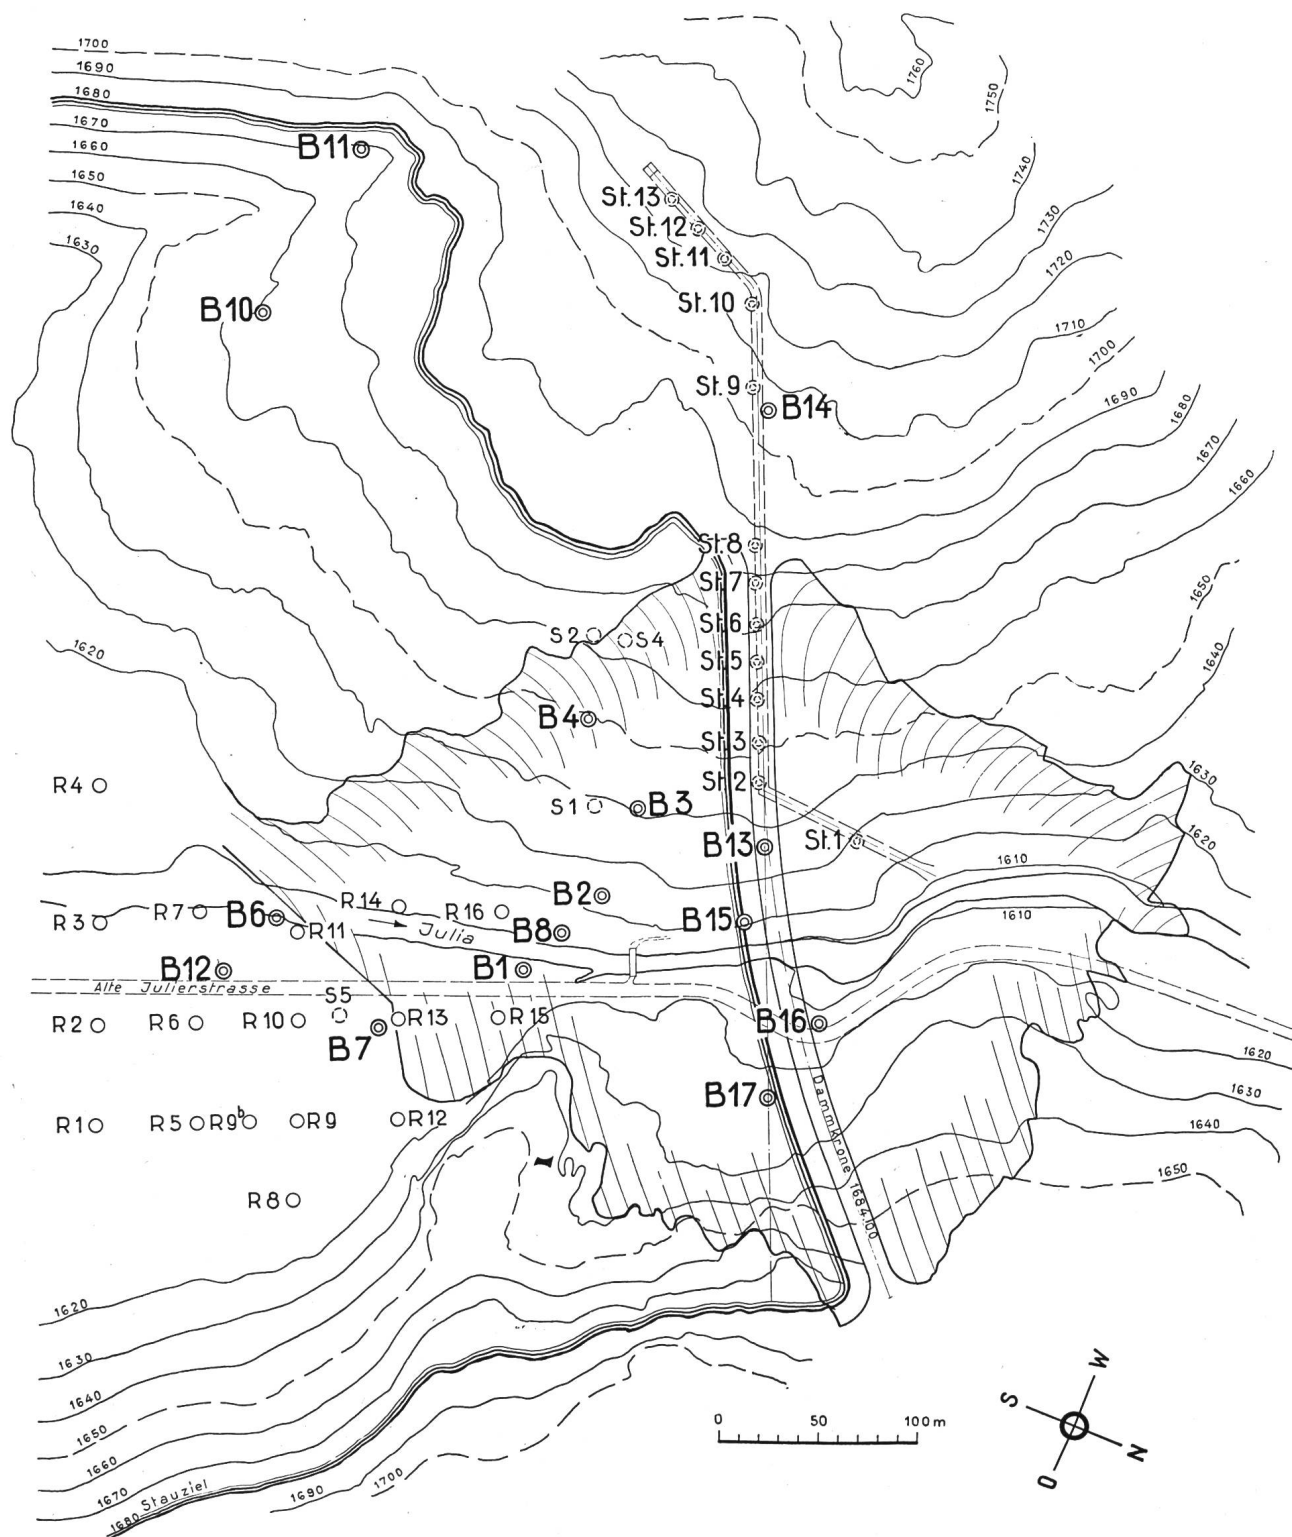 1700
1690
1680
1670
1660
1650
1640
1630
1760
1750
1740
1730
1720
1710
1700
1690
1680
1670
1660
1650
1640
B11
St.13
St.12
St.11
B10
St.10
St.9
B14
St.8
St.7
St.6
St.5
St.4
St.3
St.2
St.1
1620
S2
S4
B4
R4
S1
B3
B13
1630
1620
1610
1610
R3
R7
B6
R11
R14
R16
B2
B8
B15
Julia
B12
B1
Alte Julierstrasse
S5
R2
R6
R10
B7
R13
R15
B16
1620
1630
1640
1650
R1
R5
R9b
R9
R12
B17
Dammkrone 1684.00
R8
1620
1630
1640
1650
1660
1670
1680
Stauziel
1690
1700
0 50 100 m
S
W
N
O